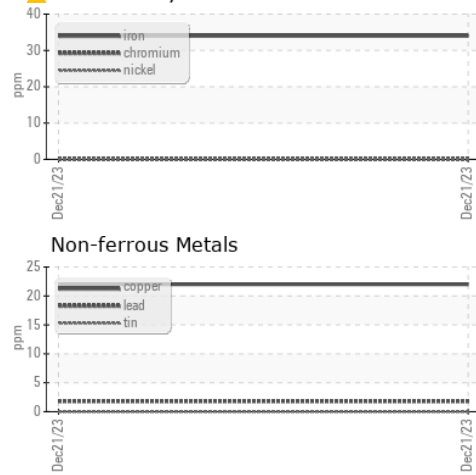 40
iron
chromium
30
nickel
ppm
20
10
0
Dec21/23
Dec21/23
Non-ferrous Metals
25
copper
20
lead
15
tin
ppm
10
5
0
Dec21/23
Dec21/23